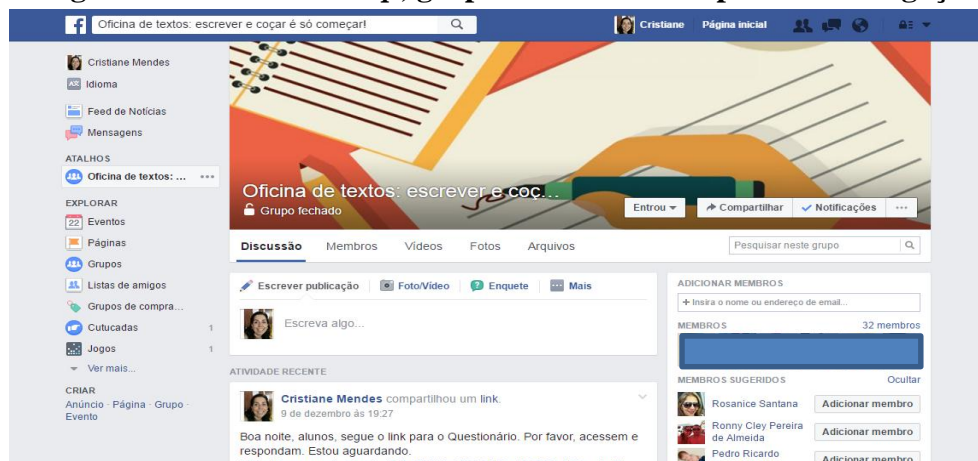 Oficina de textos: escrever e coçar é só começar!
Cristiane
Página inicial
Cristiane Mendes
Idioma
Feed de Notícias
Mensagens
ATALHOS
Oficina de textos: ...
EXPLORAR
22 Eventos
Páginas
Grupos
Listas de amigos
Grupos de compra...
Cutucadas 1
Jogos 1
Ver mais...
CRIAR
Anúncio · Página · Grupo ·
Evento
Oficina de textos: escrever e coç...
Grupo fechado
Entrou
Compartilhar
Notificações
Discussão
Membros
Vídeos
Fotos
Arquivos
Pesquisar neste grupo
Escrever publicação
Foto/Vídeo
Enquete
Mais
Escreva algo...
ATIVIDADE RECENTE
Cristiane Mendes compartilhou um link.
9 de dezembro às 19:27
Boa noite, alunos, segue o link para o Questionário. Por favor, acessem e
respondam. Estou aguardando.
ADICIONAR MEMBROS
+ Insira o nome ou endereço de email...
MEMBROS 32 membros
MEMBROS SUGERIDOS Ocultar
Rosanice Santana Adicionar membro
Ronny Cley Pereira
de Almeida Adicionar membro
Pedro Ricardo Adicionar membro